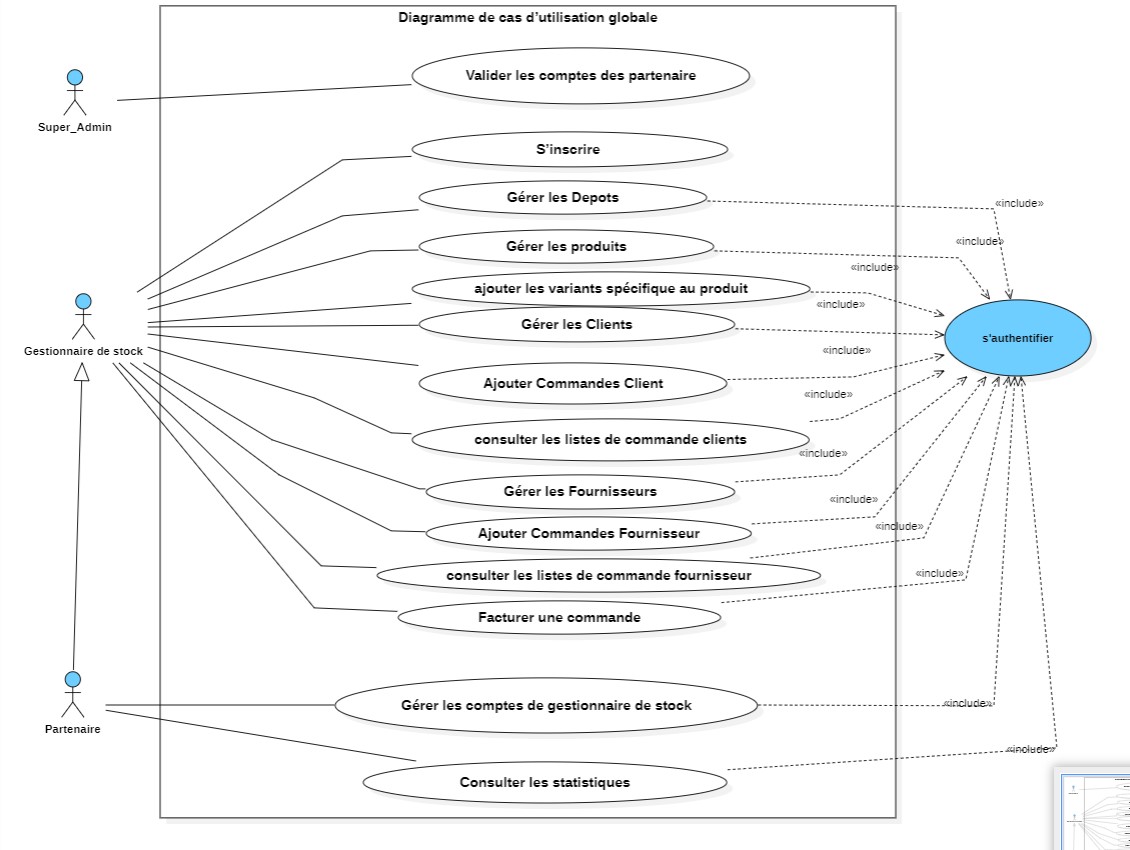 Diagramme de cas d'utilisation globale
Valider les comptes des partenaire
Super_Admin
S'inscrire
Gérer les Depots
«include»
Gérer les produits
«include»
«include»
ajouter les variants spécifique au produit
«include»
Gérer les Clients
s'authentifier
Gestionnaire de stock
«include»
Ajouter Commandes Client
«include»
consulter les listes de commande clients
«include»
Gérer les Fournisseurs
«include»
Ajouter Commandes Fournisseur
«include»
consulter les listes de commande fournisseur
«include»
Facturer une commande
Gérer les comptes de gestionnaire de stock
«include»
Partenaire
«include»
Consulter les statistiques